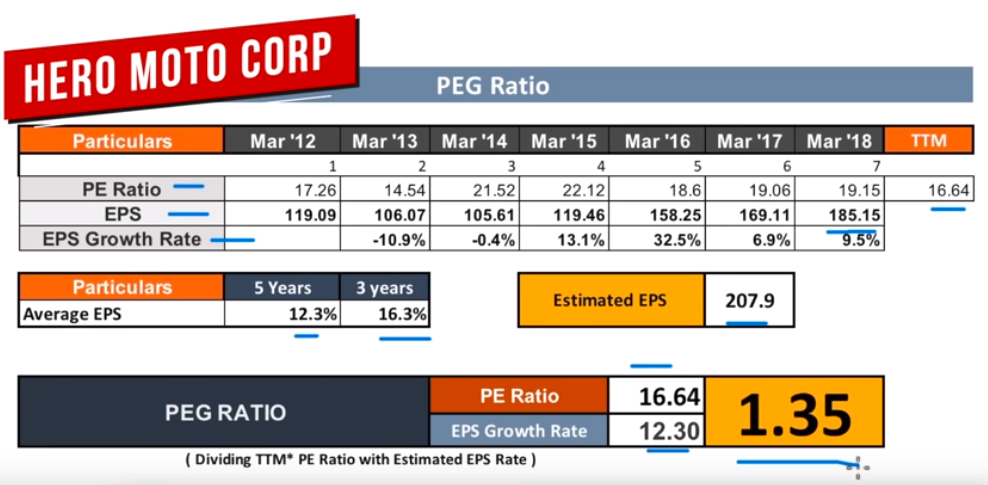 HERO MOTO CORP
PEG Ratio
Particulars Mar '12 Mar '13 Mar '14 Mar '15 Mar '16 Mar '17 Mar '18 TTM
1 2 3 4 5 6 7
PE Ratio 17.26 14.54 21.52 22.12 18.6 19.06 19.15 16.64
EPS 119.09 106.07 105.61 119.46 158.25 169.11 185.15
EPS Growth Rate -10.9% -0.4% 13.1% 32.5% 6.9% 9.5%
Particulars 5 Years 3 years
Average EPS 12.3% 16.3%
Estimated EPS 207.9
PEG RATIO
PE Ratio 16.64
EPS Growth Rate 12.30
1.35
( Dividing TTM* PE Ratio with Estimated EPS Rate )